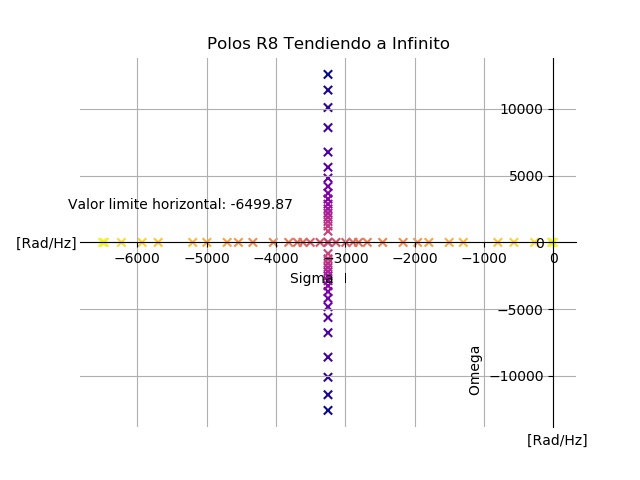 Polos R8 Tendiendo a Infinito
10000
5000
Valor limite horizontal: -6499.87
[Rad/Hz]
0
−6000
−5000
−4000
−3000
−2000
−1000
0
Sigma
−5000
Omega
−10000
[Rad/Hz]